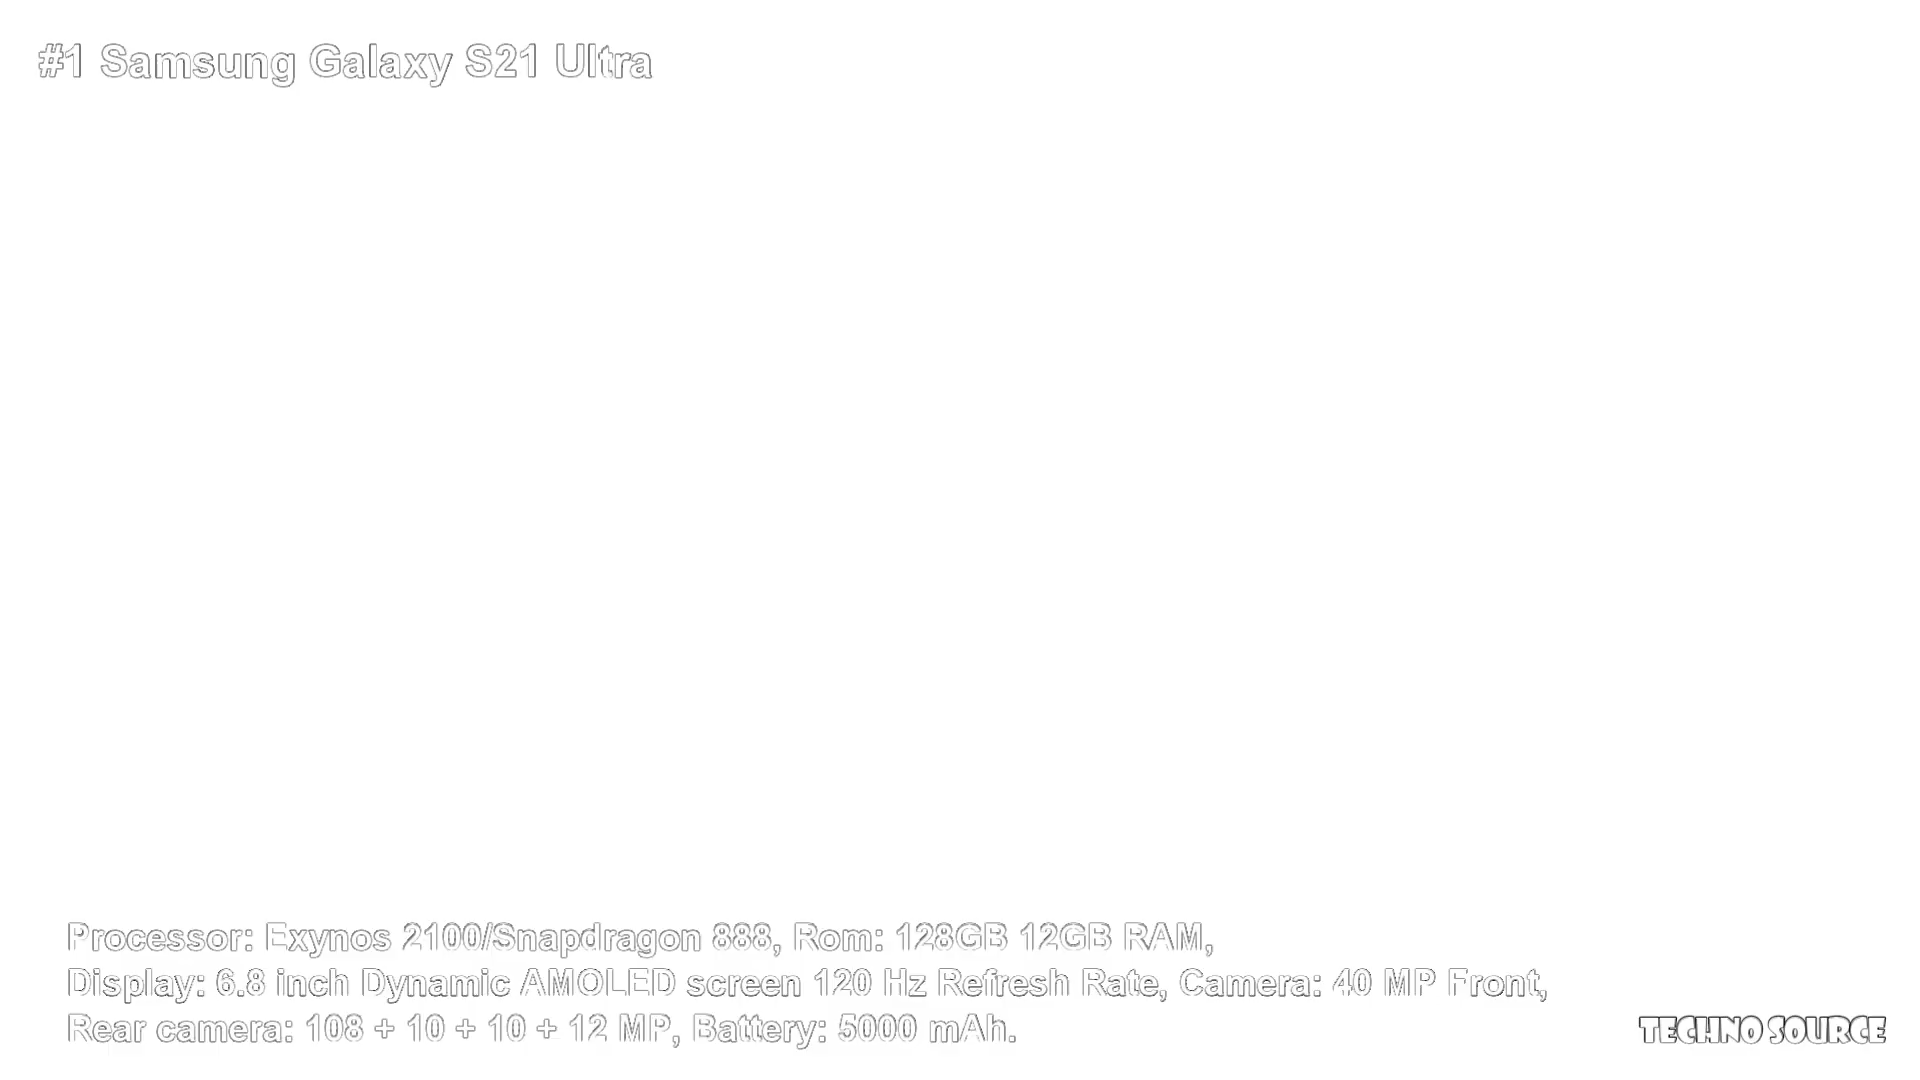 #1 Samsung Galaxy S21 Ultra
Processor: Exynos 2100/Snapdragon 888, Rom: 128GB 12GB RAM,
Display: 6.8 inch Dynamic AMOLED screen 120 Hz Refresh Rate, Camera: 40 MP Front,
Rear camera: 108 + 10 + 10 + 12 MP, Battery: 5000 mAh.
TECHNO SOURCE